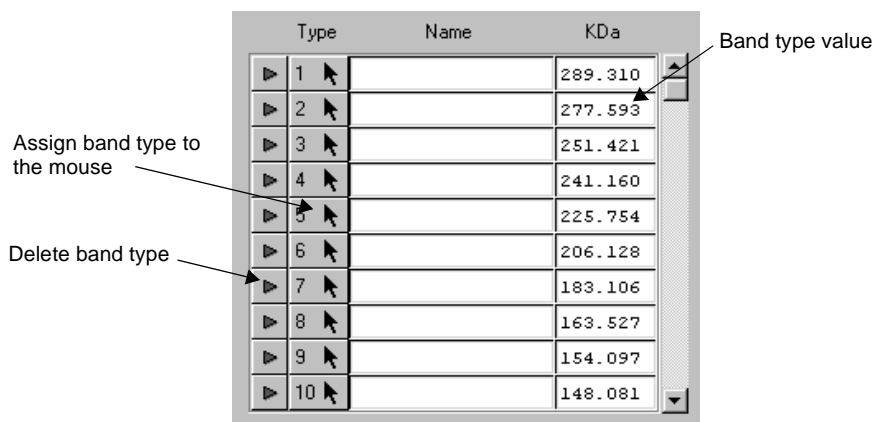 Type Name KDa
Band type value
1 289.310
2 277.593
3 251.421
Assign band type to
the mouse
4 241.160
5 225.754
6 206.128
Delete band type
7 183.106
8 163.527
9 154.097
10 148.081